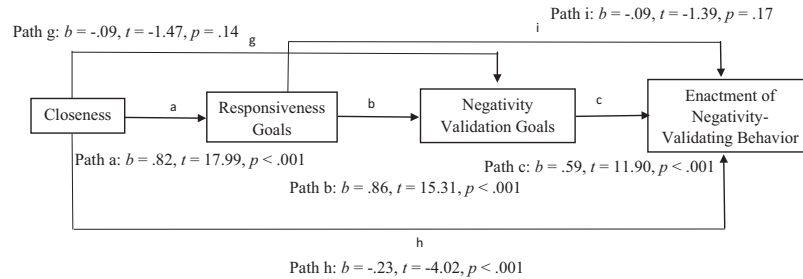 Path g: b = -.09, t = -1.47, p = .14
Path i: b = -.09, t = -1.39, p = .17
g
i
Closeness
a
Responsiveness
Goals
b
Negativity
Validation Goals
c
Enactment of
Negativity-
Validating Behavior
Path a: b = .82, t = 17.99, p < .001
Path c: b = .59, t = 11.90, p < .001
Path b: b = .86, t = 15.31, p < .001
h
Path h: b = -.23, t = -4.02, p < .001